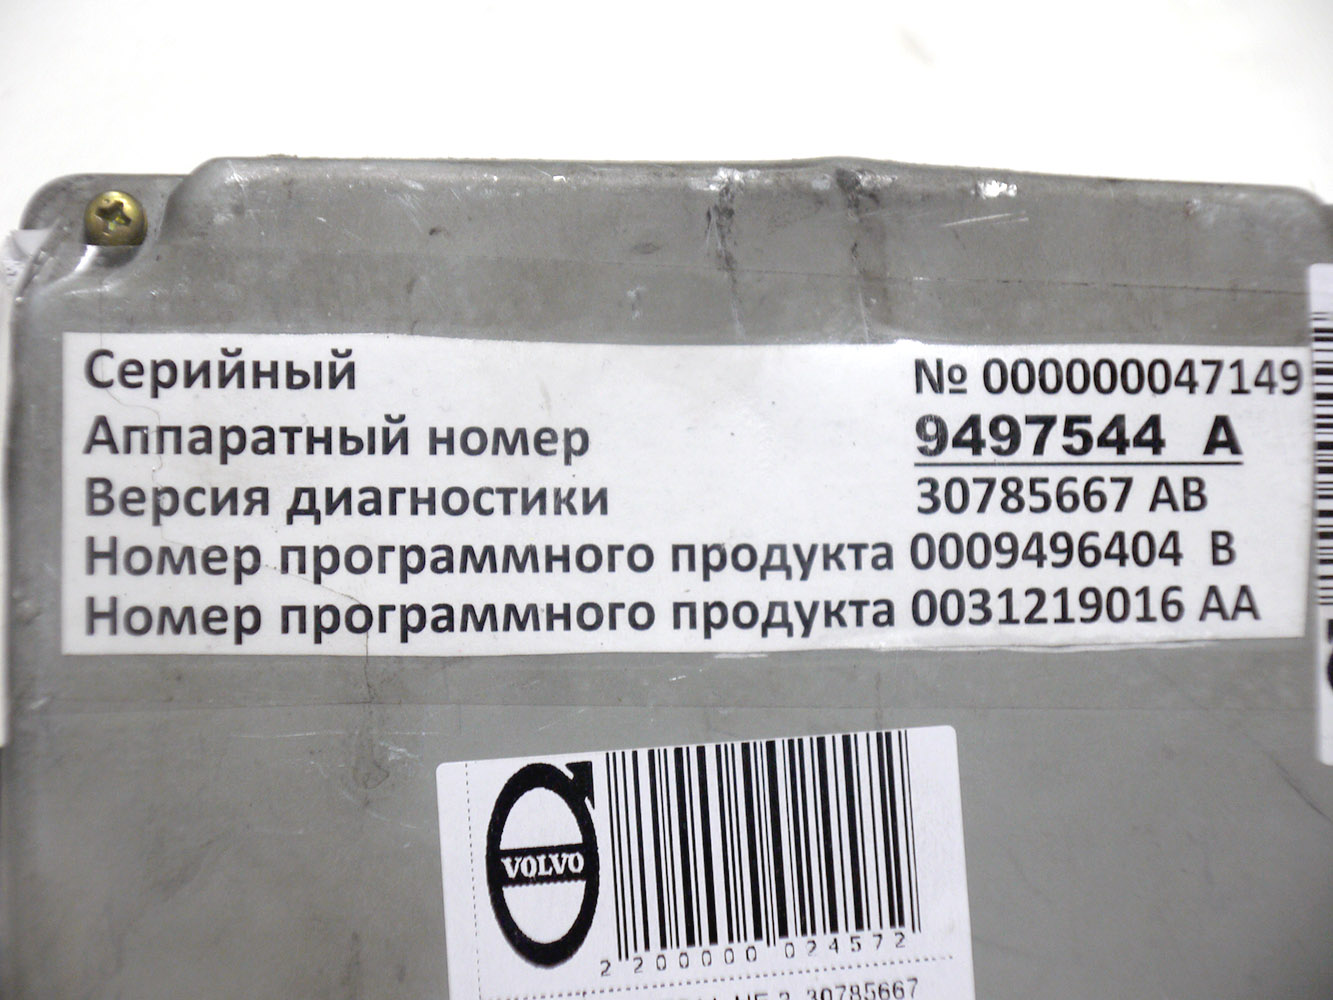 Серийный № 000000047149
Аппаратный номер 9497544 A
Версия диагностики 30785667 AB
Номер программного продукта 0009496404 B
Номер программного продукта 0031219016 AA
VOLVO
2 200000 024572
30785667